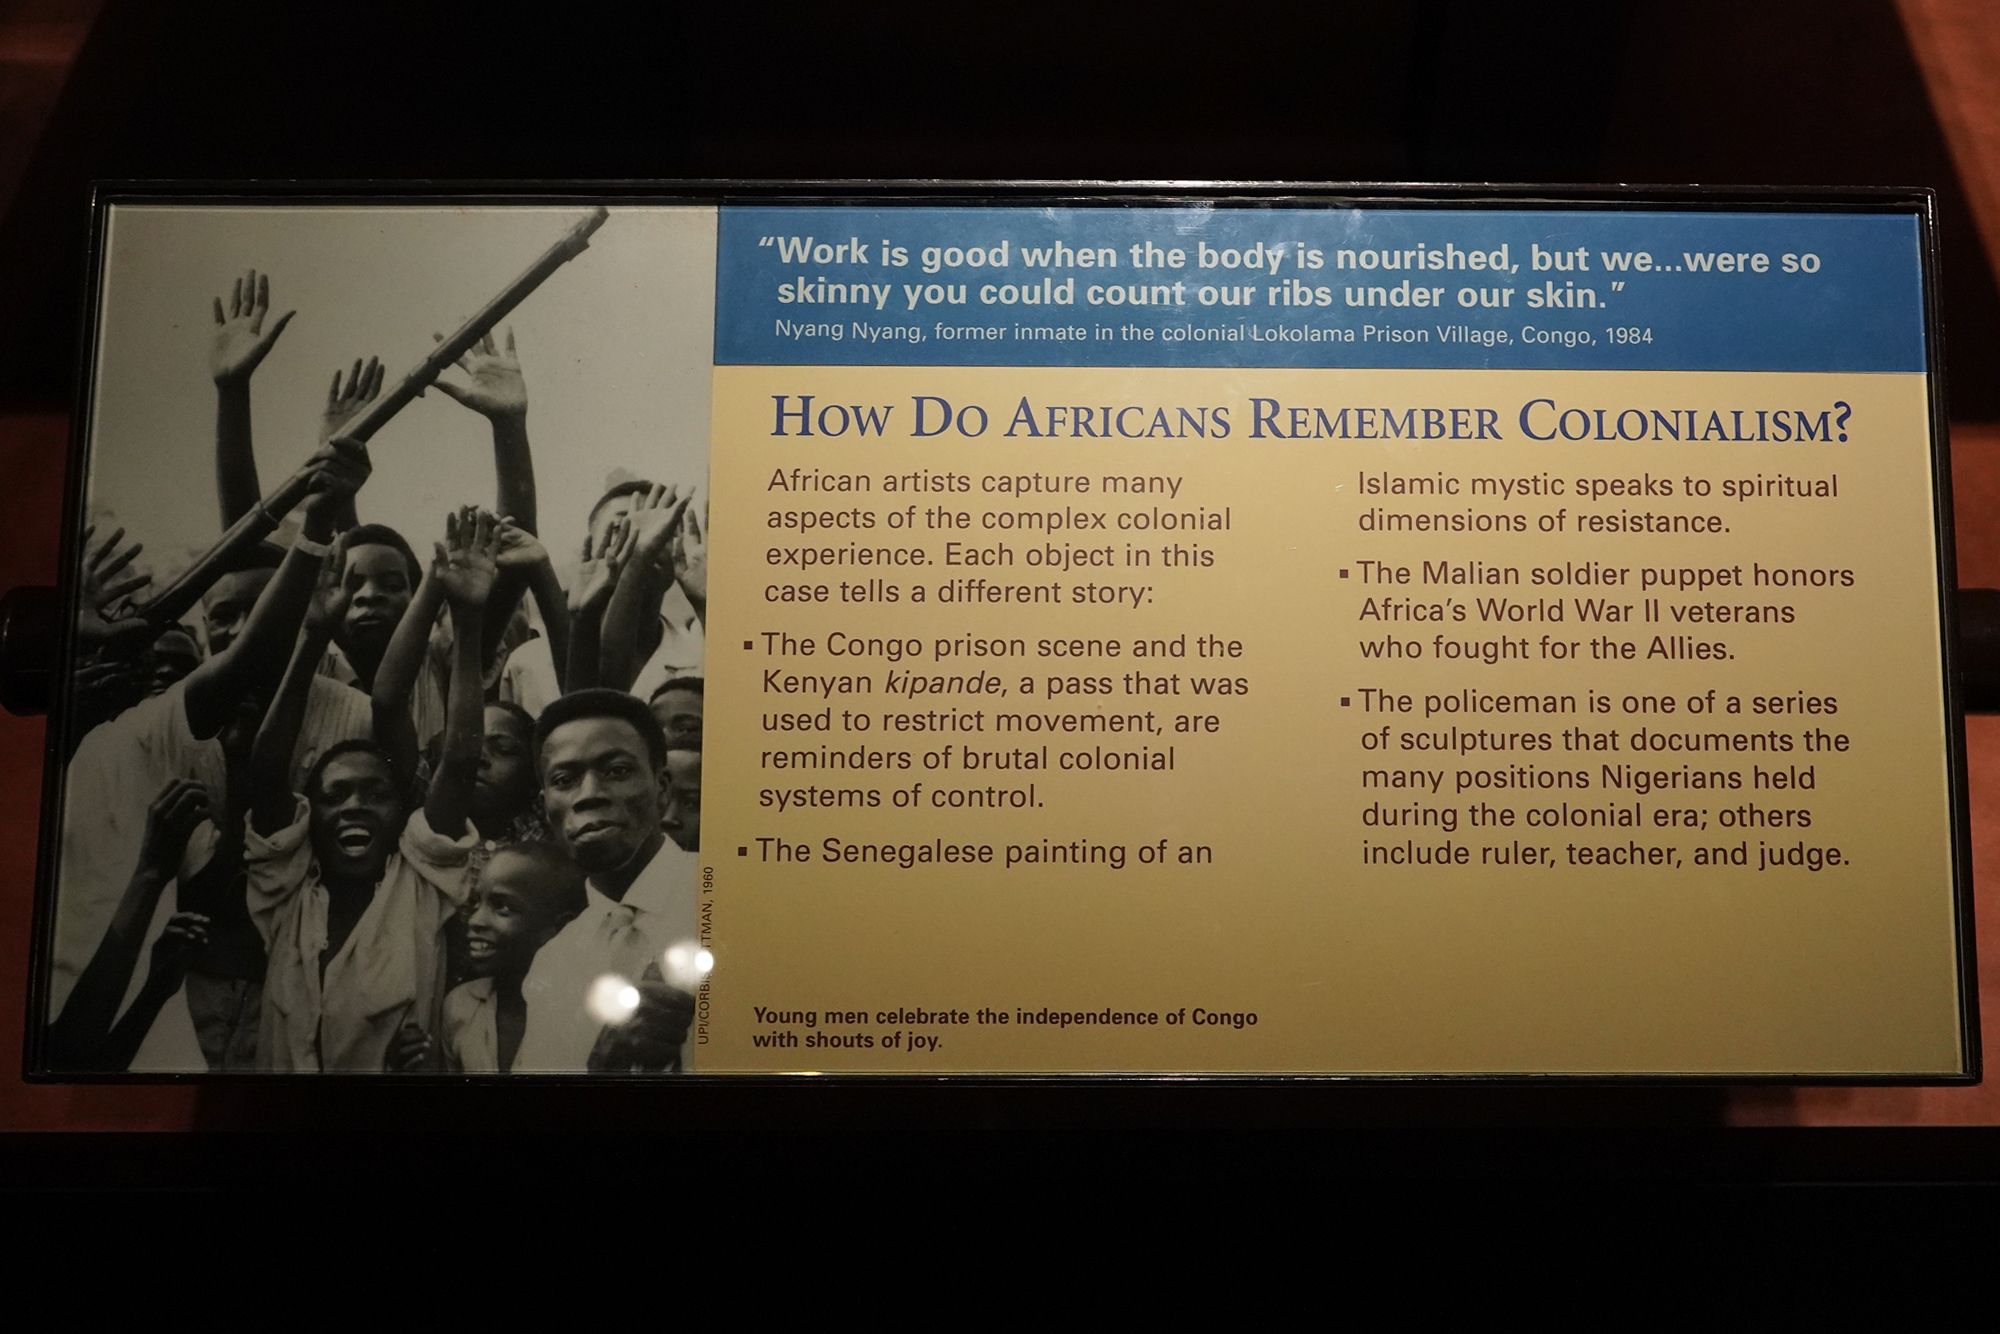 “Work is good when the body is nourished, but we...were so
skinny you could count our ribs under our skin.”
Nyang Nyang, former inmate in the colonial Lokolama Prison Village, Congo, 1984
HOW DO AFRICANS REMEMBER COLONIALISM?
African artists capture many
aspects of the complex colonial
experience. Each object in this
case tells a different story:
▪ The Congo prison scene and the
Kenyan kipande, a pass that was
used to restrict movement, are
reminders of brutal colonial
systems of control.
▪ The Senegalese painting of an
Islamic mystic speaks to spiritual
dimensions of resistance.
▪ The Malian soldier puppet honors
Africa’s World War II veterans
who fought for the Allies.
▪ The policeman is one of a series
of sculptures that documents the
many positions Nigerians held
during the colonial era; others
include ruler, teacher, and judge.
Young men celebrate the independence of Congo
with shouts of joy.
1960